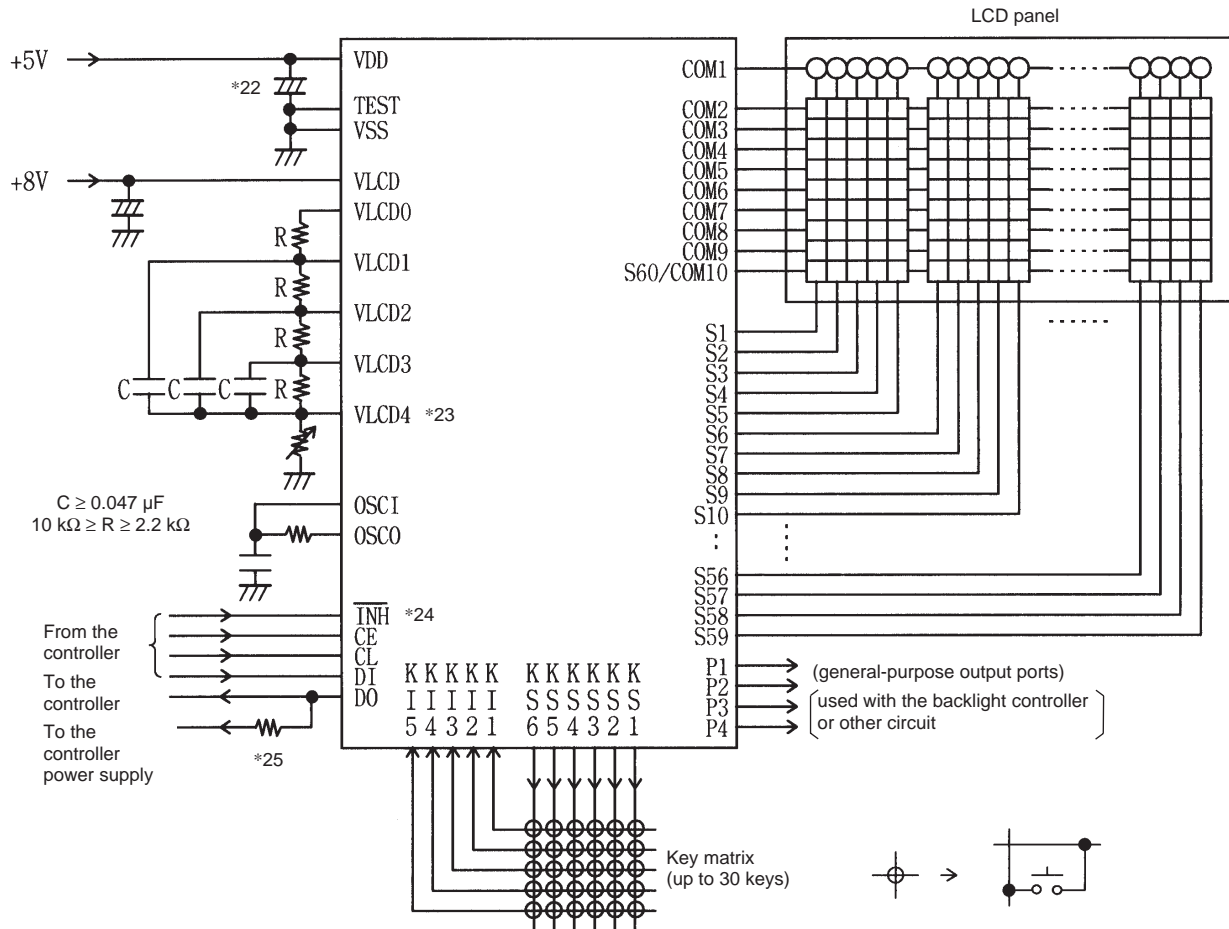 LCD panel
+5V
*22
VDD
TEST
VSS
+8V
VLCD
VLCD0
R
VLCD1
R
VLCD2
R
VLCD3
C
C
C
R
VLCD4 *23
C ≥ 0.047 µF
10 kΩ ≥ R ≥ 2.2 kΩ
OSCI
OSCO
INH *24
CE
CL
DI
DO
From the
controller
To the
controller
To the
controller
power supply
*25
COM1
COM2
COM3
COM4
COM5
COM6
COM7
COM8
COM9
S60/COM10
S1
S2
S3
S4
S5
S6
S7
S8
S9
S10
S56
S57
S58
S59
P1
P2
P3
P4
(general-purpose output ports)
used with the backlight controller
or other circuit
K K K K K K K K K K K
I I I I I S S S S S S
5 4 3 2 1 6 5 4 3 2 1
Key matrix
(up to 30 keys)